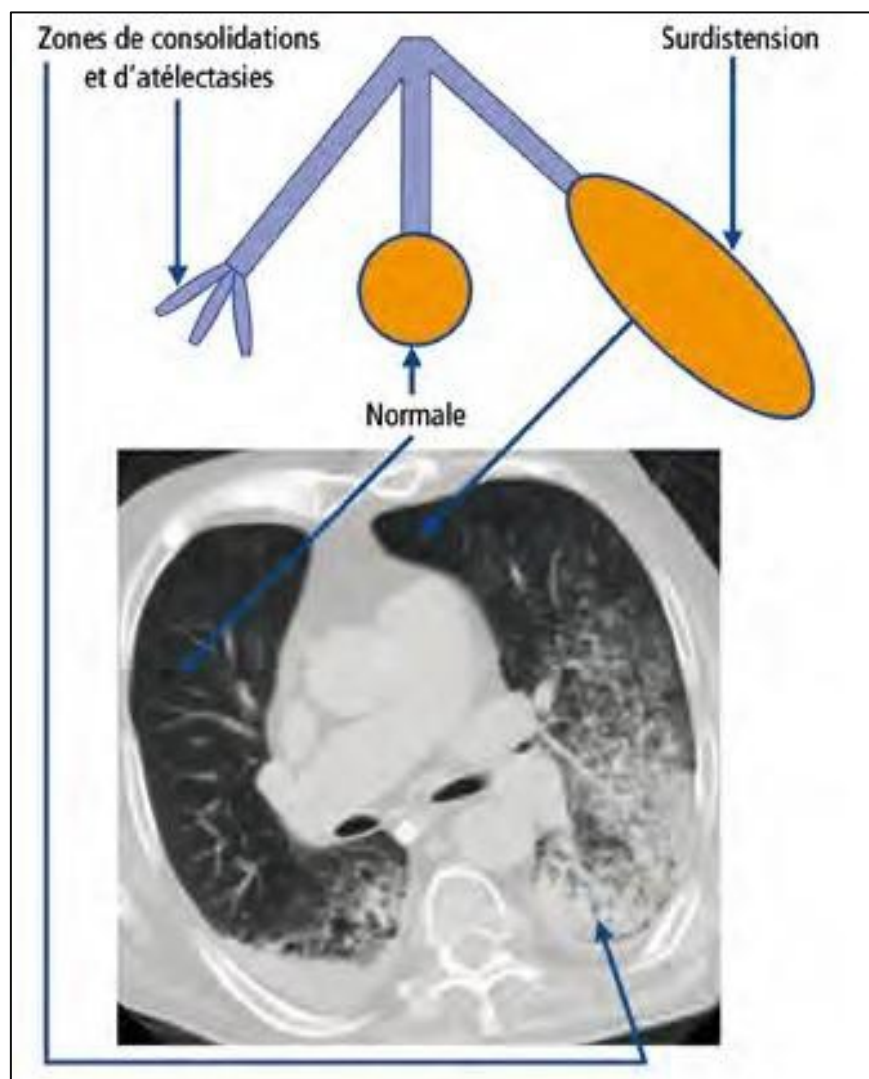 Zones de consolidations
et d'atélectasies
Surdistension
Normale